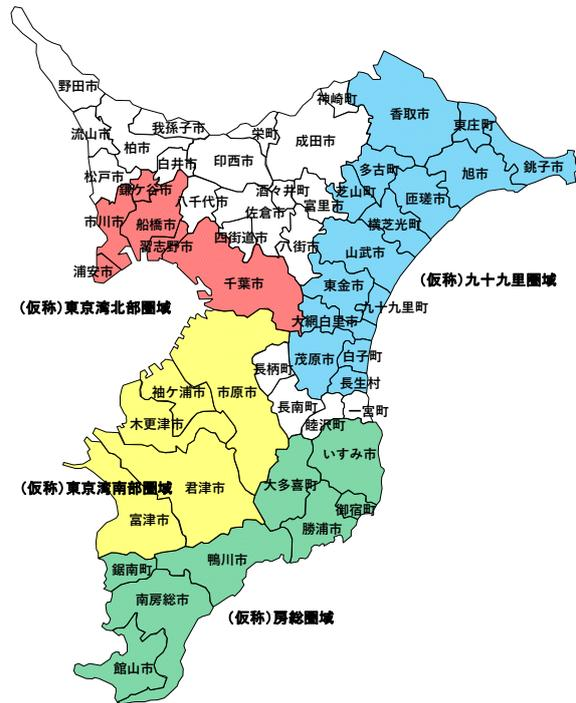 野田市
神崎町
香取市
流山市
我孫子市
栄町
成田市
東庄町
柏市
白井市
印西市
松戸市
鎌ケ谷市
多古町
旭市
銚子市
酒々井町
芝山町
八千代市
富里市
匝瑳市
佐倉市
市川市
船橋市
横芝光町
四街道市
習志野市
八街市
山武市
浦安市
千葉市
東金市
(仮称)九十九里圏域
(仮称)東京湾北部圏域
九十九里町
大網白里市
白子町
茂原市
長柄町
長生村
袖ケ浦市
市原市
長南町
一宮町
木更津市
睦沢町
いすみ市
(仮称)東京湾南部圏域
君津市
大多喜町
御宿町
富津市
勝浦市
鴨川市
鋸南町
南房総市
(仮称)房総圏域
館山市